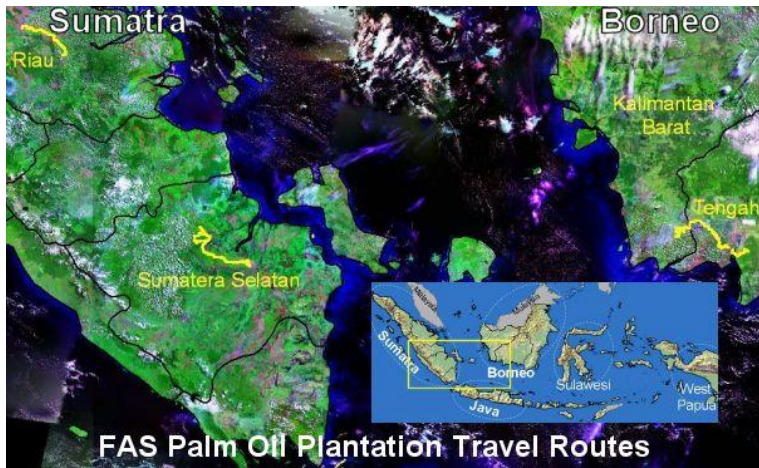 Sumatra
Borneo
Riau
Kalimantan
Barat
Tengah
Sumatera Selatan
Malaysia
Sumatra
Borneo
Sulawesi
West
Papua
Java
FAS Palm Oil Plantation Travel Routes